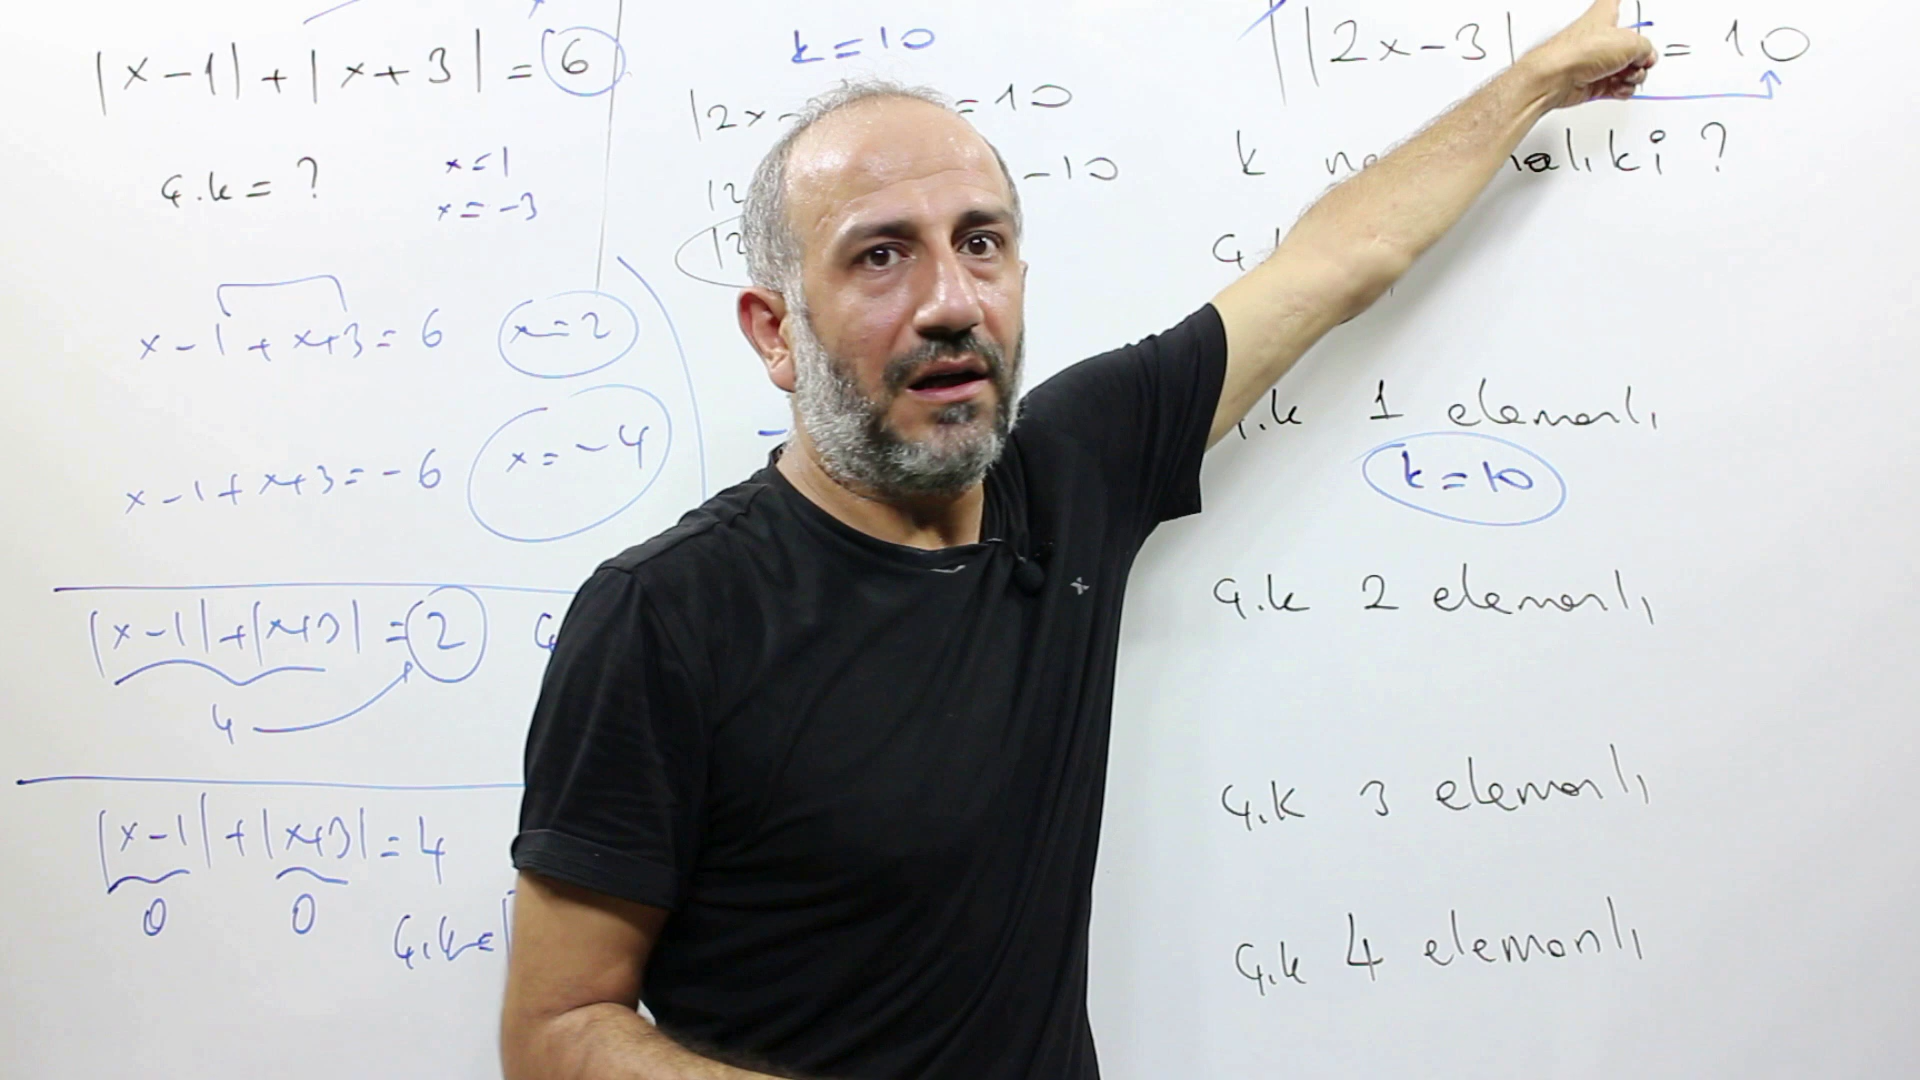 |x-1| + |x+3| = 6
Ç.k = ?
x=1
x=-3
x-1+x+3=6
x=2
x-1+x+3=-6
x=-4
|x-1|+|x+3|=2
4
|x-1|+|x+3|=4
0
0
Ç.k=
k=10
|2x- =10
|2 -10
|2
||2x-3| = 10
k ne ki ?
Ç.k
Ç.k 1 elemanlı
k=10
Ç.k 2 elemanlı
Ç.k 3 elemanlı
Ç.k 4 elemanlı